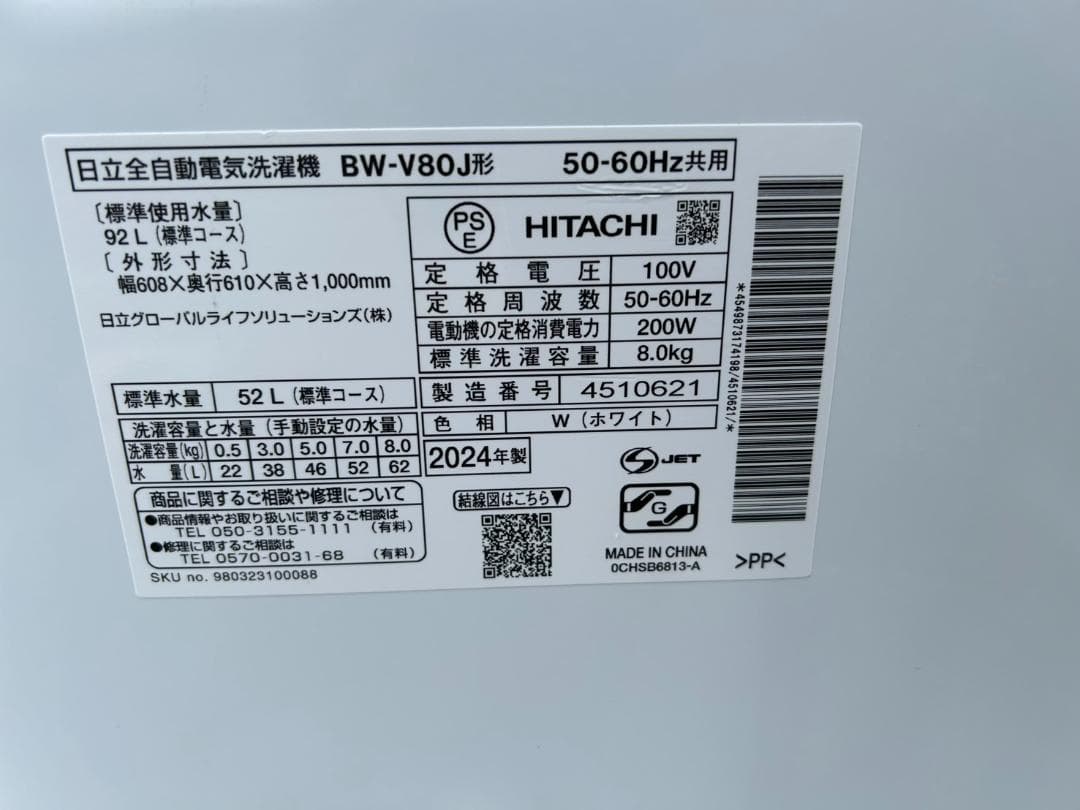 日立全自動電気洗濯機 BW-V80J形 50-60Hz共用
〔標準使用水量〕
92L(標準コース)
〔外形寸法〕
幅608×奥行610×高さ1,000mm
日立グローバルライフソリューションズ(株)
PS
E
HITACHI
定格電圧 100V
定格周波数 50-60Hz
電動機の定格消費電力 200W
標準洗濯容量 8.0kg
製造番号 4510621
色相 W(ホワイト)
標準水量 52L(標準コース)
洗濯容量と水量(手動設定の水量)
洗濯容量(kg) 0.5 3.0 5.0 7.0 8.0
水量(L) 22 38 46 52 62
2024年製
商品に関するご相談や修理について
●商品情報やお取り扱いに関するご相談は
TEL 050-3155-1111 (有料)
●修理に関するご相談は
TEL 0570-0031-68 (有料)
SKU no. 980323100088
結線図はこちら▼
S JET
G
MADE IN CHINA
0CHSB6813-A
>PP<
*4549873174198/4510621/*